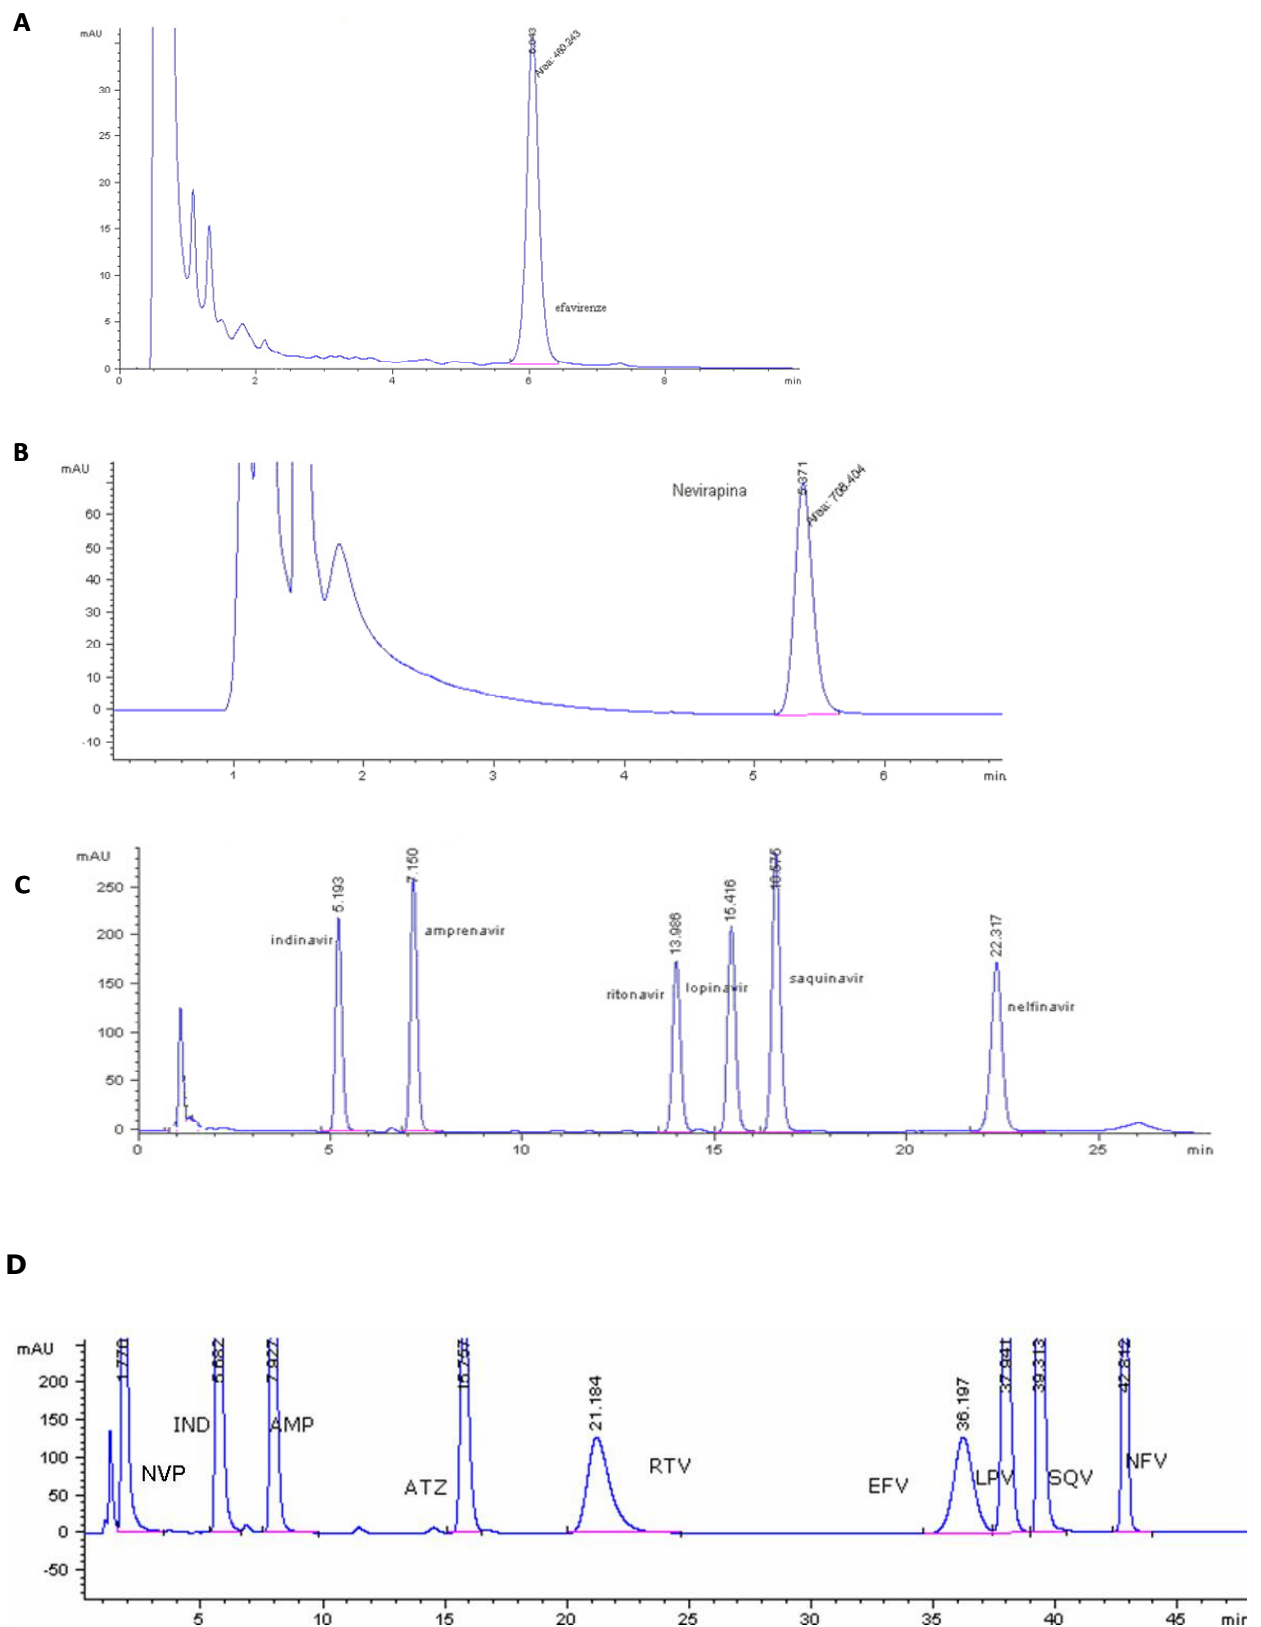 A
mAU
6.043
Area: 460.243
30
25
20
15
10
5
0
efavirenze
0 2 4 6 8 min
B
mAU
5.371
Area: 706.404
Nevirapina
60
50
40
30
20
10
0
-10
1 2 3 4 5 6 min
C
mAU
5.193
7.150
13.986
15.416
16.575
22.317
250
200
150
100
50
0
indinavir
amprenavir
ritonavir
lopinavir
saquinavir
nelfinavir
0 5 10 15 20 25 min
D
mAU
1.770
5.682
7.927
15.757
21.184
36.197
37.941
39.313
42.812
200
150
100
50
0
-50
NVP
IND
AMP
ATZ
RTV
EFV
LPV
SQV
NFV
5 10 15 20 25 30 35 40 45 min